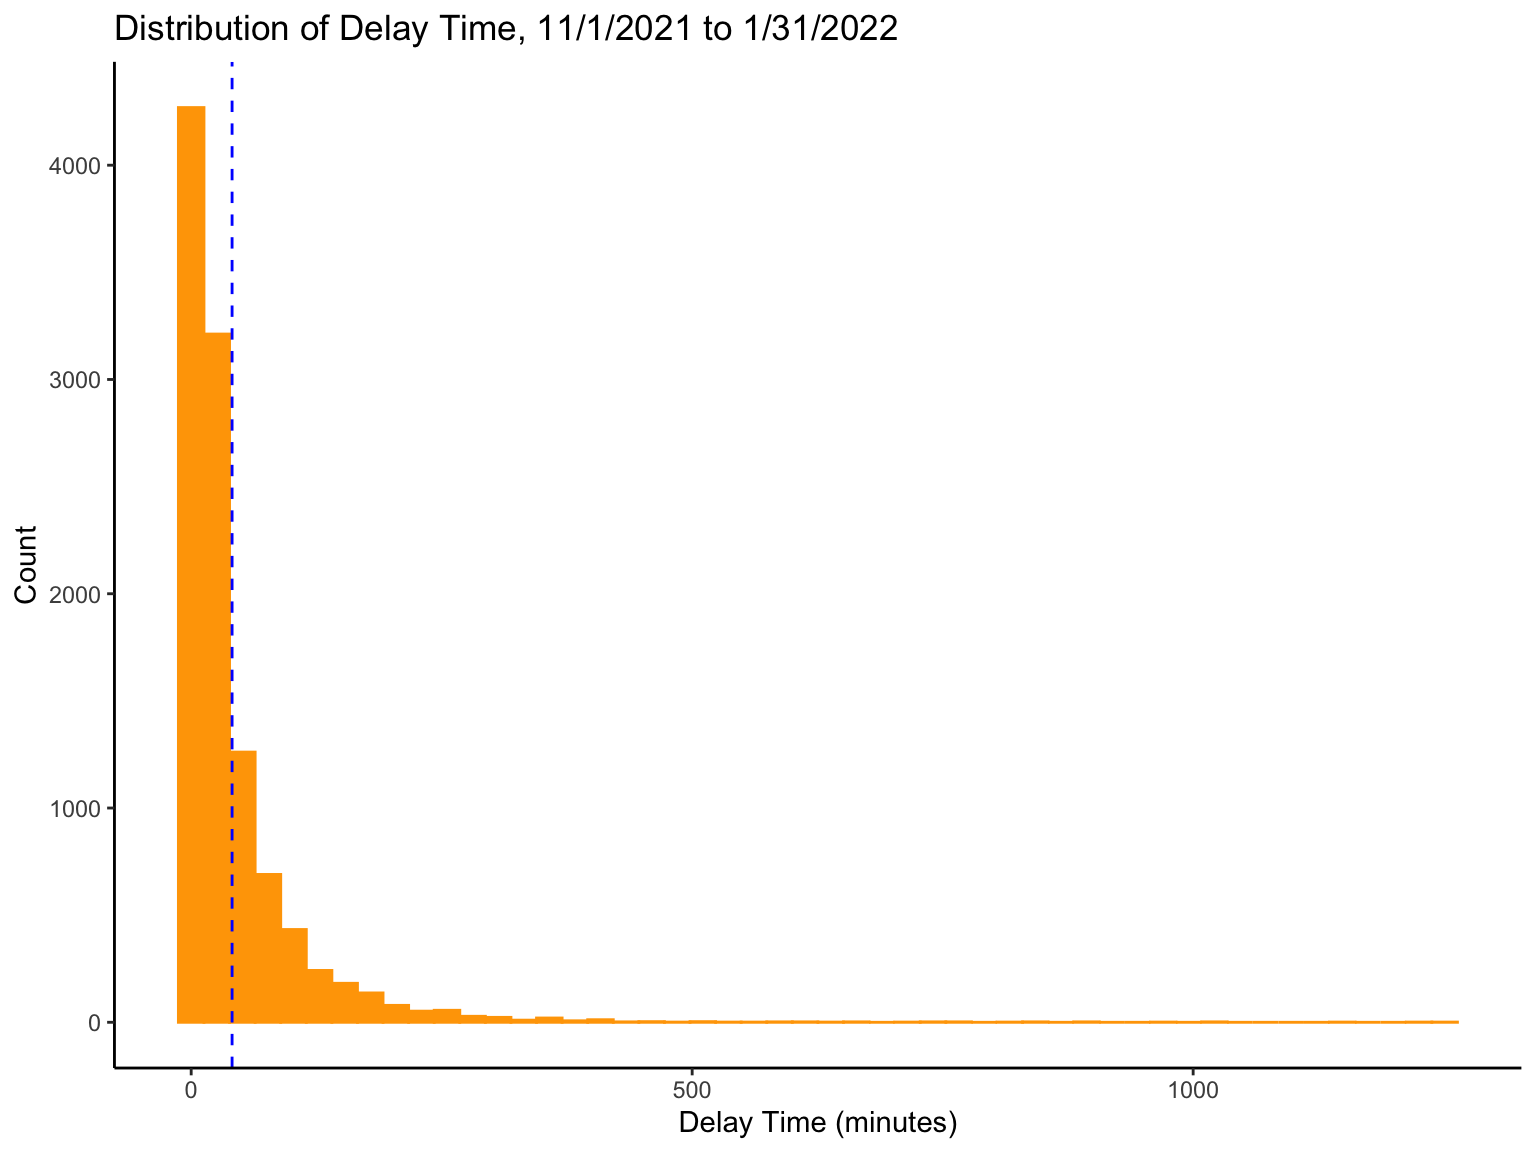 Distribution of Delay Time, 11/1/2021 to 1/31/2022
Count
4000
3000
2000
1000
0
0 500 1000
Delay Time (minutes)